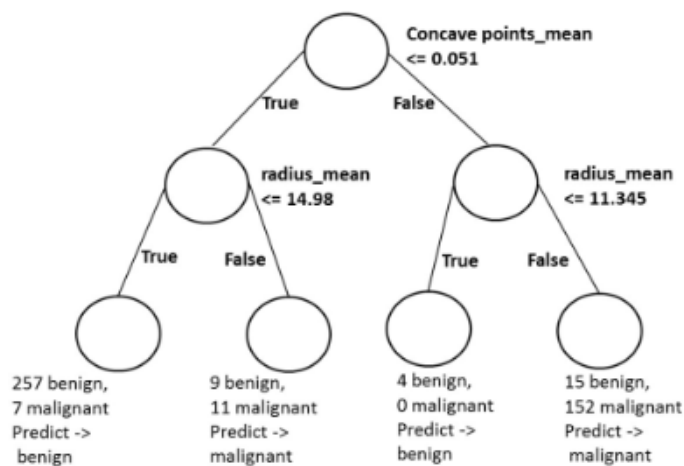 Concave points_mean
<= 0.051
True
False
radius_mean
<= 14.98
radius_mean
<= 11.345
True
False
True
False
257 benign,
7 malignant
Predict ->
benign
9 benign,
11 malignant
Predict ->
malignant
4 benign,
0 malignant
Predict ->
benign
15 benign,
152 malignant
Predict ->
malignant